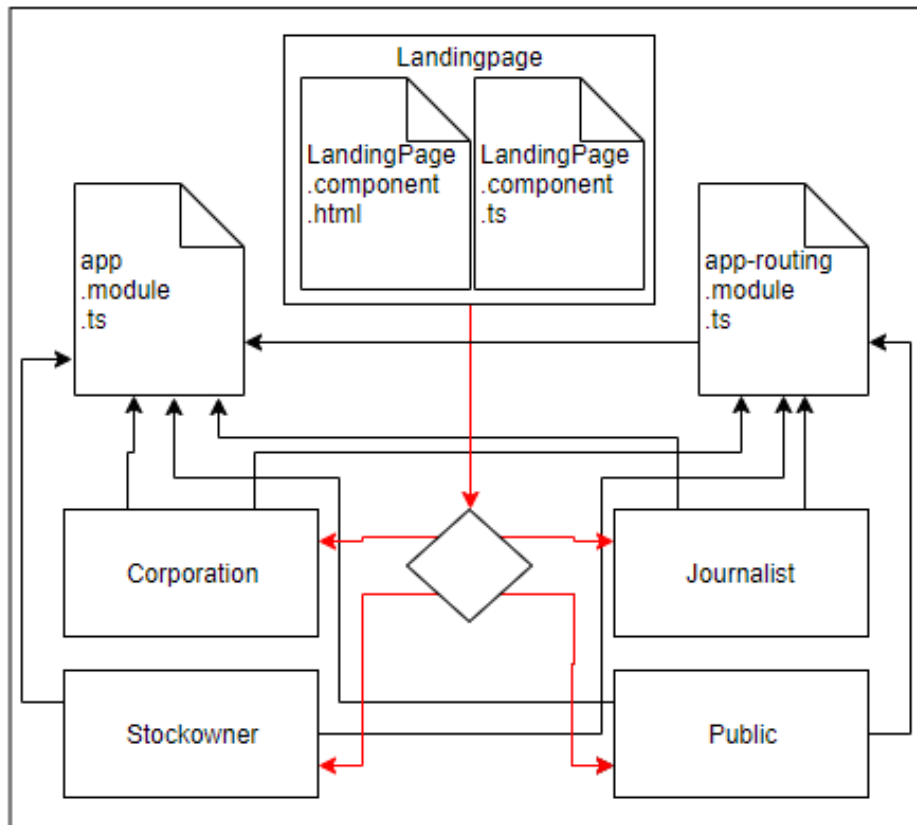 Landingpage
LandingPage
.component
.html
LandingPage
.component
.ts
app
.module
.ts
app-routing
.module
.ts
Corporation
Journalist
Stockowner
Public